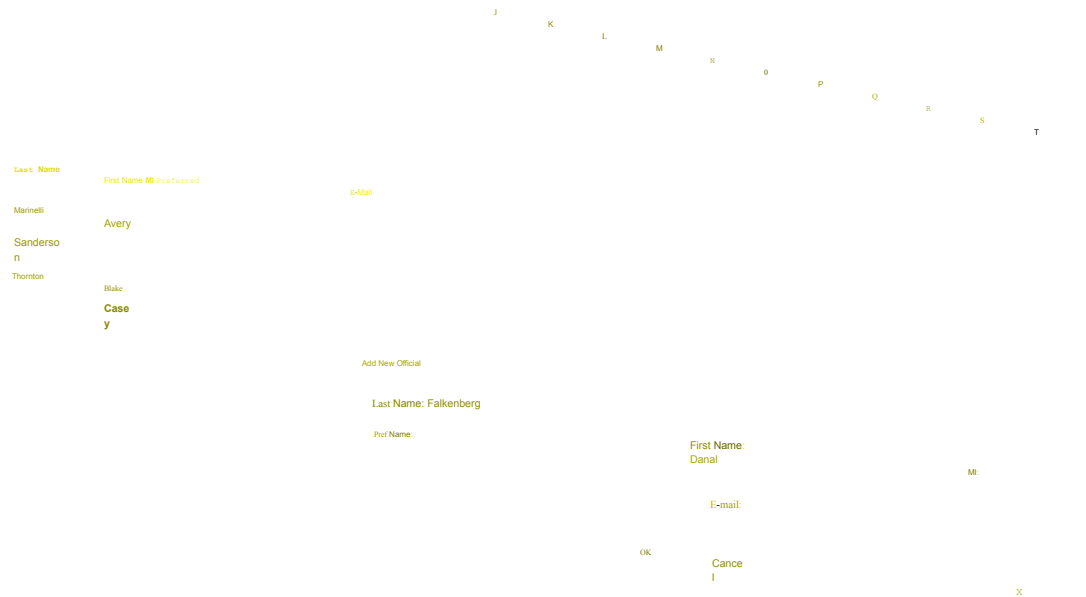 J
K
L
M
N
0
P
Q
R
S
T
Last Name
First Name MI Preferred
E-Mail
Marinelli
Avery
Sanderso
n
Thornton
Blake
Case
y
Add New Official
Last Name: Falkenberg
Pref Name:
First Name:
Danal
MI:
E-mail:
OK
Cance
l
X